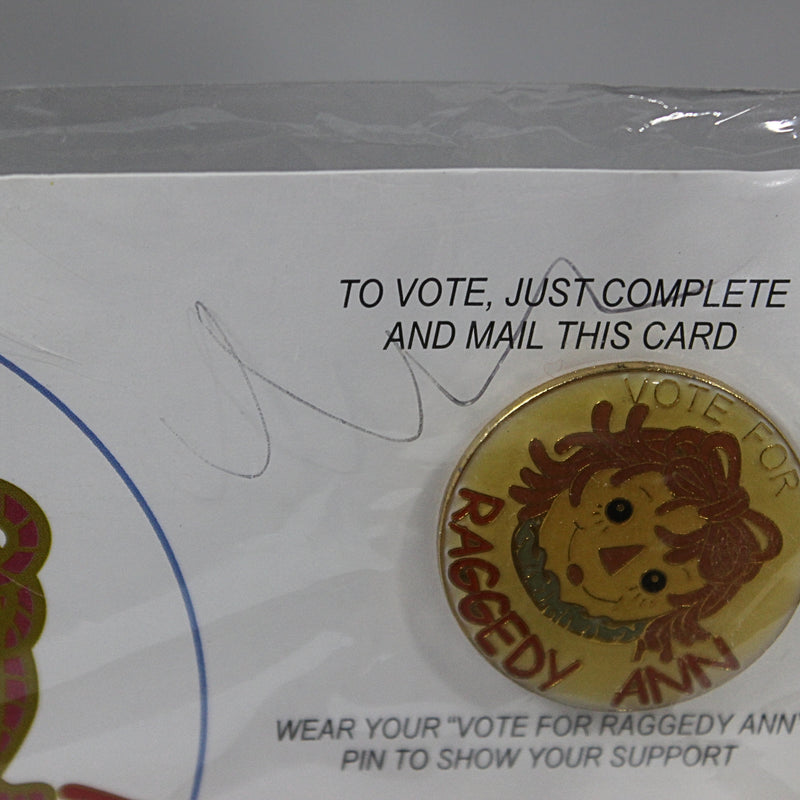 TO VOTE, JUST COMPLETE
AND MAIL THIS CARD
VOTE FOR
RAGGEDY ANN
WEAR YOUR "VOTE FOR RAGGEDY ANN"
PIN TO SHOW YOUR SUPPORT